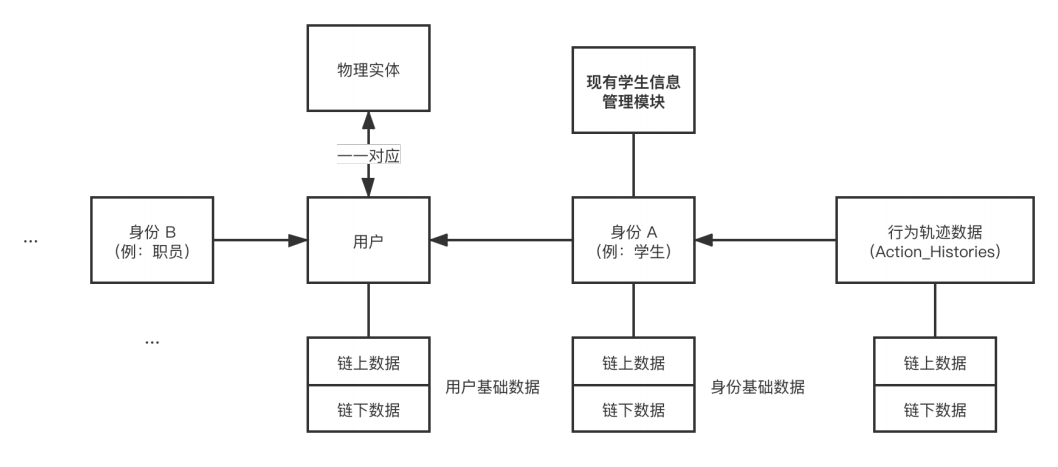 物理实体
现有学生信息
管理模块
一一对应
...
身份 B
（例：职员）
用户
身份 A
（例：学生）
行为轨迹数据
（Action_Histories）
...
链上数据
链下数据
用户基础数据
链上数据
链下数据
身份基础数据
链上数据
链下数据